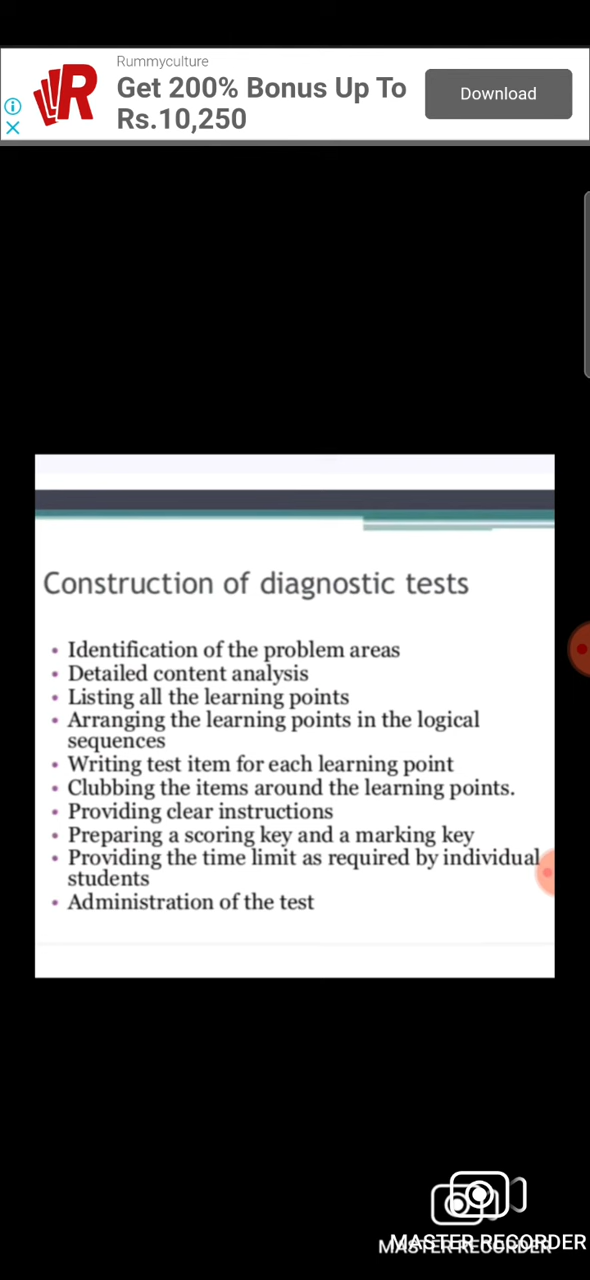 Rummyculture
Get 200% Bonus Up To
Rs.10,250
Download
Construction of diagnostic tests
• Identification of the problem areas
• Detailed content analysis
• Listing all the learning points
• Arranging the learning points in the logical
sequences
• Writing test item for each learning point
• Clubbing the items around the learning points.
• Providing clear instructions
• Preparing a scoring key and a marking key
• Providing the time limit as required by individual
students
• Administration of the test
MASTER RECORDER
MASTER RECORDER